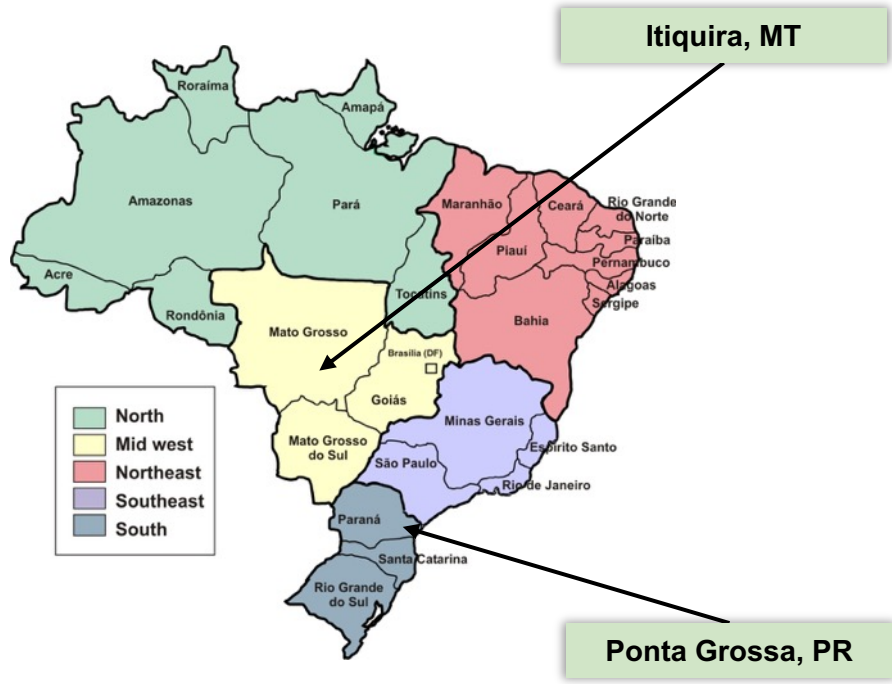 Itiquira, MT
Roraíma
Amapá
Amazonas
Pará
Maranhão
Ceará
Rio Grande
do Norte
Paraíba
Piauí
Pernambuco
Acre
Alagoas
Tocatins
Sergipe
Rondônia
Bahia
Mato Grosso
Brasília (DF)
Goiás
North
Mid west
Northeast
Southeast
South
Minas Gerais
Mato Grosso
do Sul
Espirito Santo
São Paulo
Rio de Janeiro
Paraná
Santa Catarina
Rio Grande
do Sul
Ponta Grossa, PR